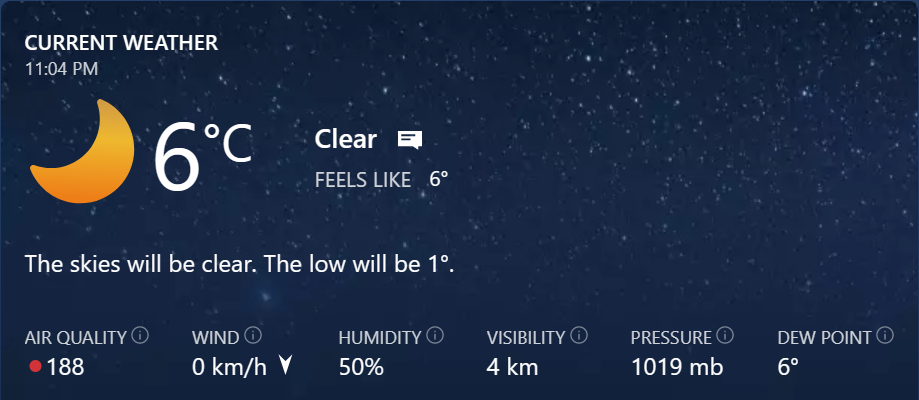 CURRENT WEATHER
11:04 PM
6°C
Clear
FEELS LIKE 6°
The skies will be clear. The low will be 1°.
AIR QUALITY WIND HUMIDITY VISIBILITY PRESSURE DEW POINT
188 0 km/h 50% 4 km 1019 mb 6°